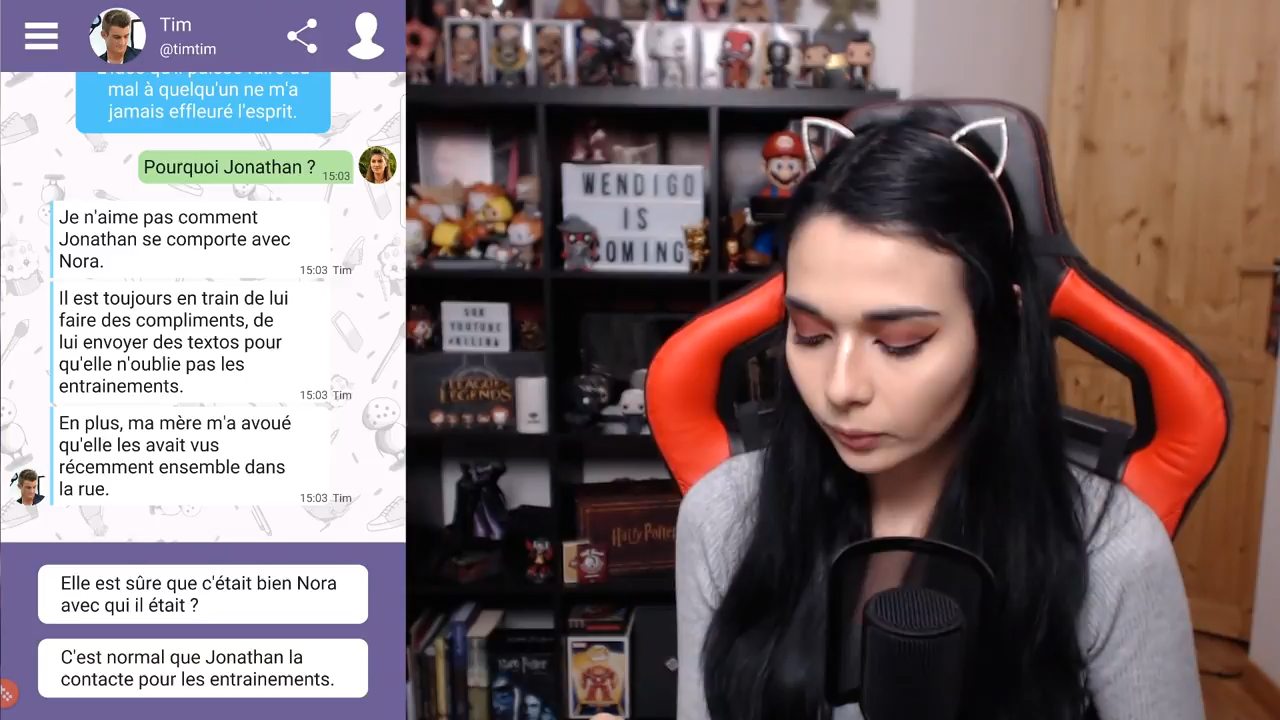 Tim
@timtim
mal à quelqu'un ne m'a
jamais effleuré l'esprit.
Pourquoi Jonathan ? 15:03
Je n'aime pas comment
Jonathan se comporte avec
Nora.
15:03 Tim
Il est toujours en train de lui
faire des compliments, de
lui envoyer des textos pour
qu'elle n'oublie pas les
entrainements.
15:03 Tim
En plus, ma mère m'a avoué
qu'elle les avait vus
récemment ensemble dans
la rue.
15:03 Tim
Elle est sûre que c'était bien Nora
avec qui il était ?
C'est normal que Jonathan la
contacte pour les entrainements.
WENDIGO
IS
COMING
SUR
YOUTUBE
LEAGUE OF
LEGENDS
Harry Potter
HARRY POTTER